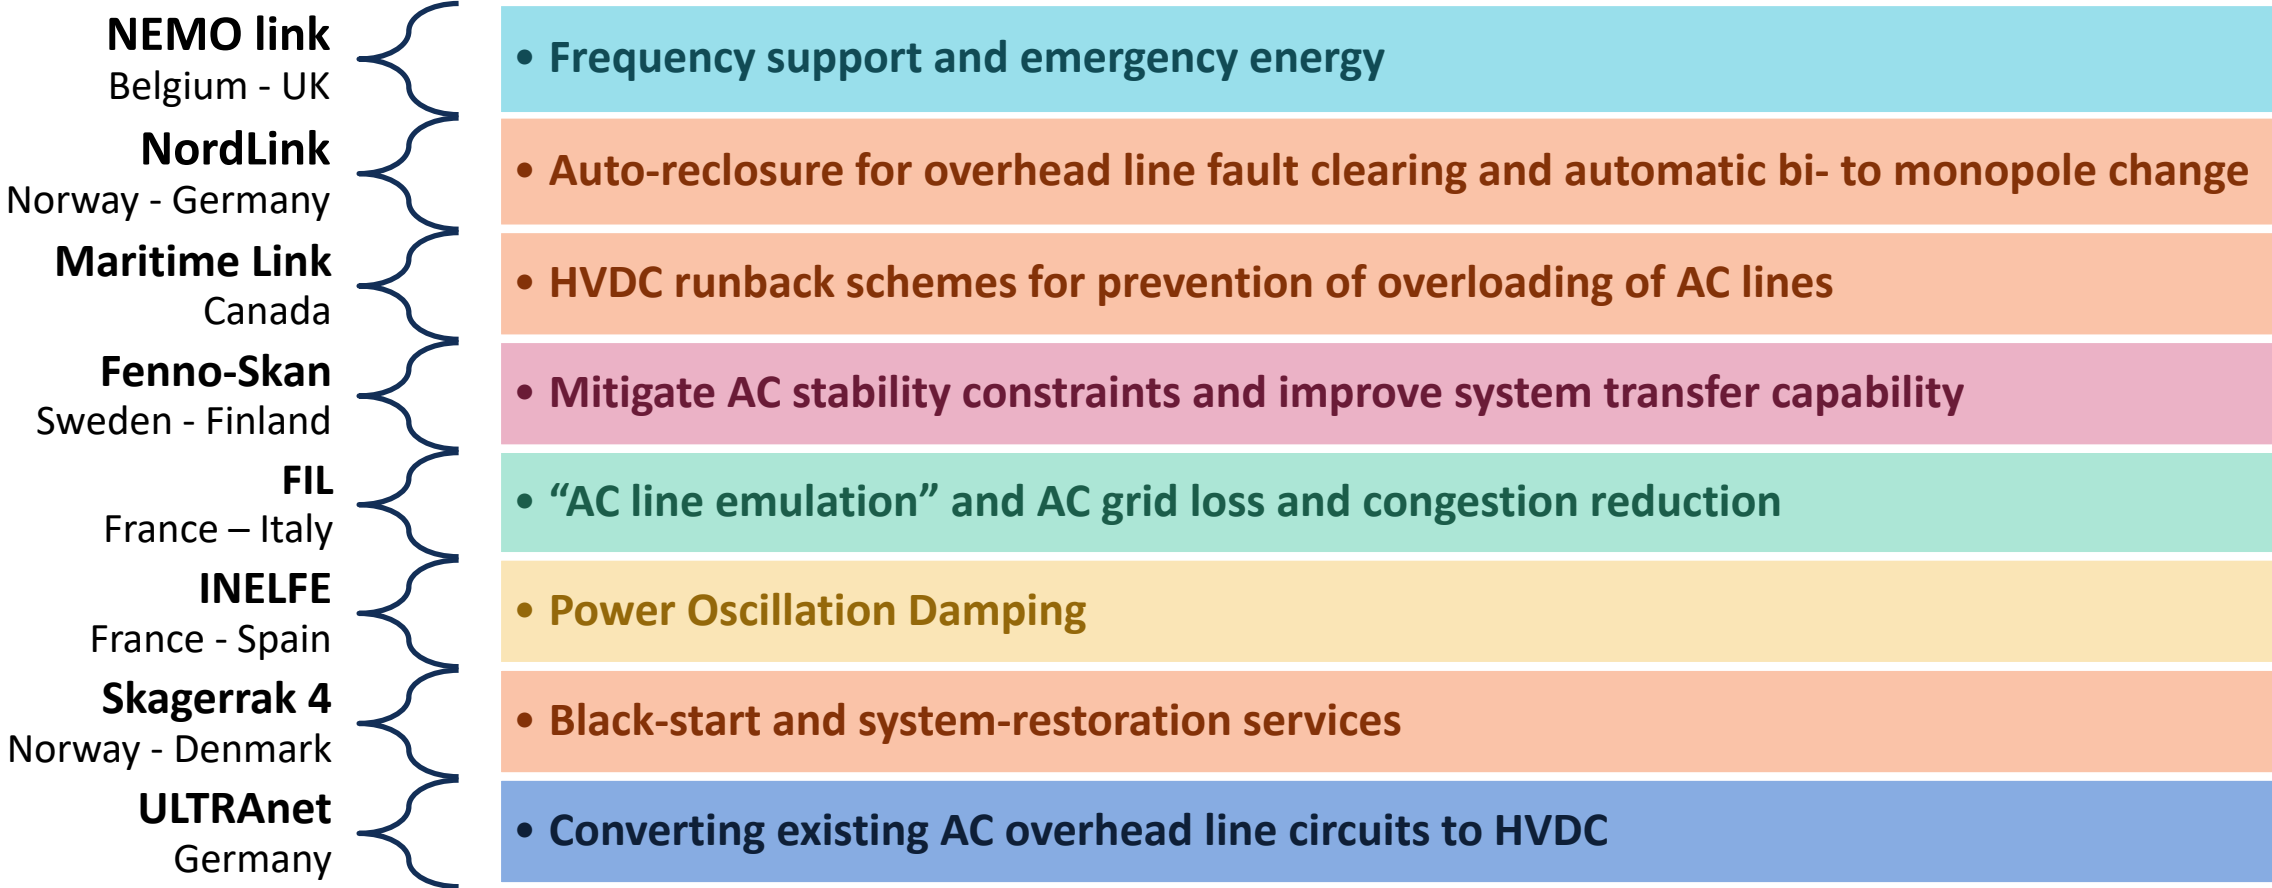 NEMO link
Belgium - UK
• Frequency support and emergency energy
NordLink
Norway - Germany
• Auto-reclosure for overhead line fault clearing and automatic bi- to monopole change
Maritime Link
Canada
• HVDC runback schemes for prevention of overloading of AC lines
Fenno-Skan
Sweden - Finland
• Mitigate AC stability constraints and improve system transfer capability
FIL
France – Italy
• “AC line emulation” and AC grid loss and congestion reduction
INELFE
France - Spain
• Power Oscillation Damping
Skagerrak 4
Norway - Denmark
• Black-start and system-restoration services
ULTRAnet
Germany
• Converting existing AC overhead line circuits to HVDC